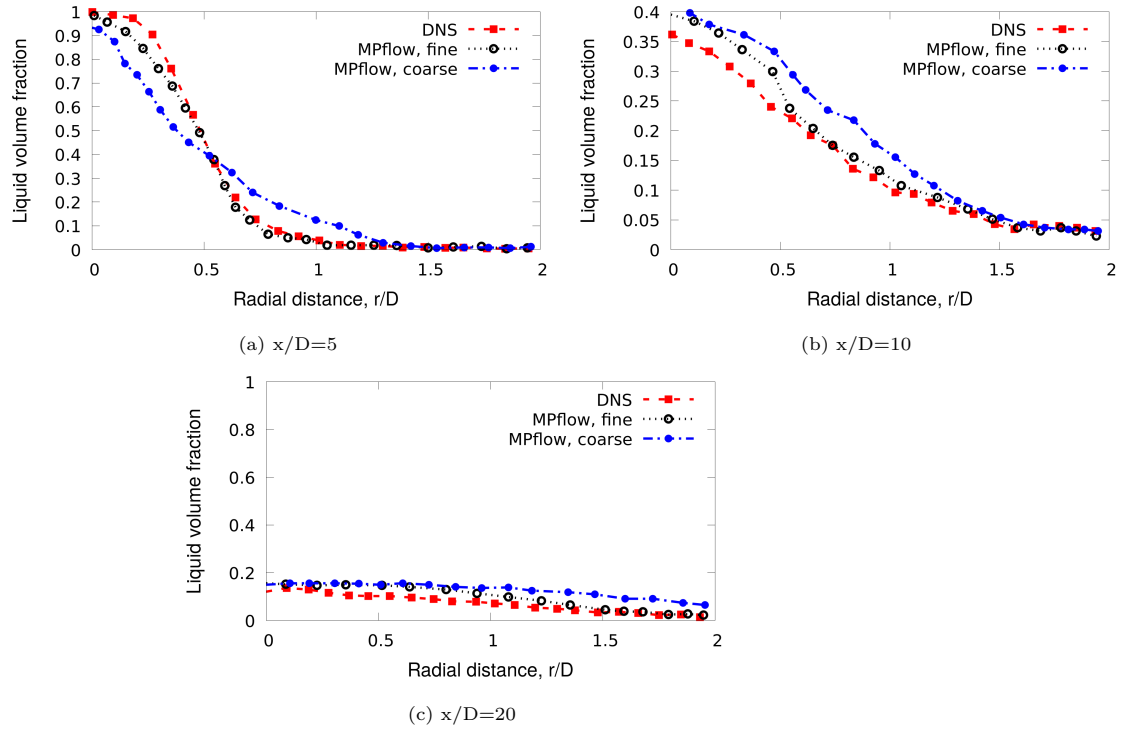 Liquid volume fraction
1
0.9
0.8
0.7
0.6
0.5
0.4
0.3
0.2
0.1
0
0
0.5
1
1.5
2
Radial distance, r/D
DNS
MPflow, fine
MPflow, coarse
(a) x/D=5
Liquid volume fraction
0.4
0.35
0.3
0.25
0.2
0.15
0.1
0.05
0
0
0.5
1
1.5
2
Radial distance, r/D
DNS
MPflow, fine
MPflow, coarse
(b) x/D=10
Liquid volume fraction
1
0.8
0.6
0.4
0.2
0
0
0.5
1
1.5
2
Radial distance, r/D
DNS
MPflow, fine
MPflow, coarse
(c) x/D=20